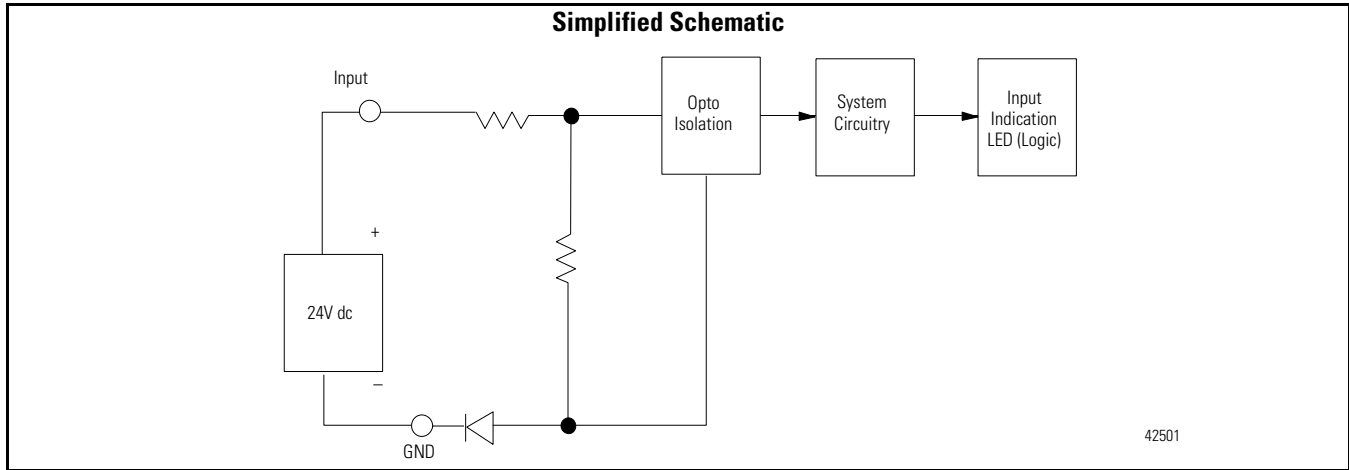 Simplified Schematic
Input
Opto
Isolation
System
Circuitry
Input
Indication
LED (Logic)
+
24V dc
–
GND
42501